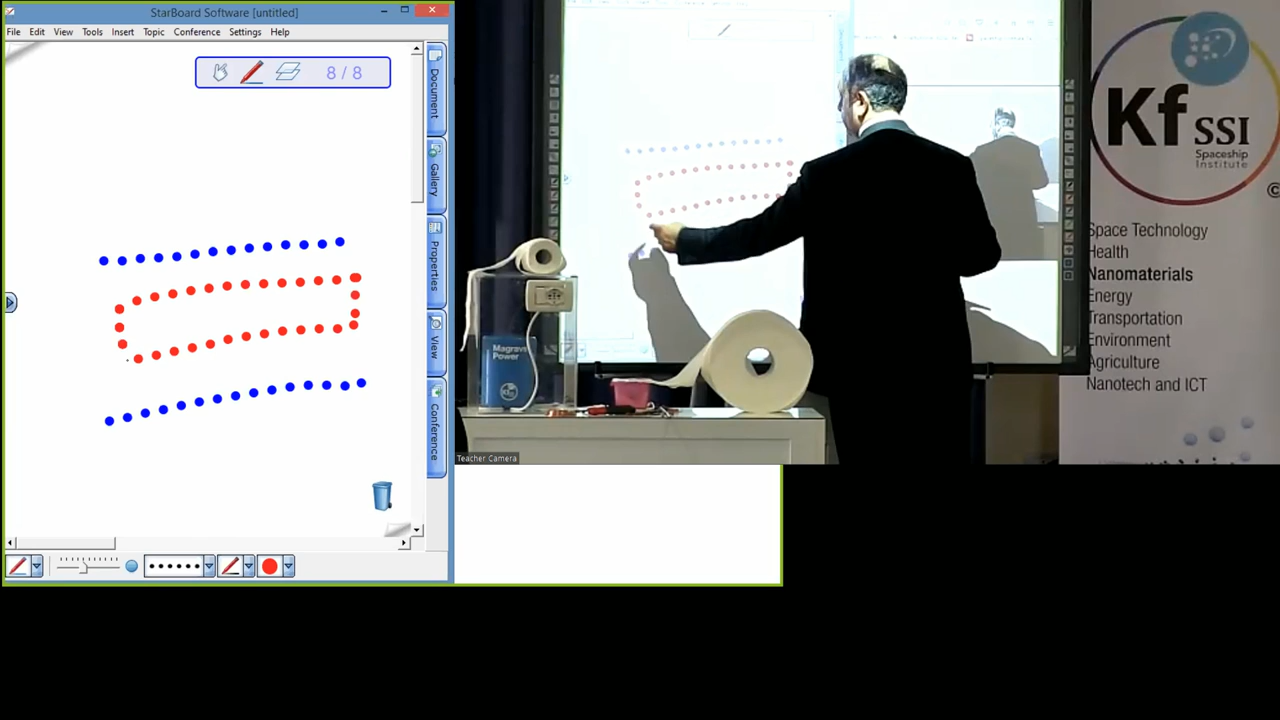 StarBoard Software [untitled]
File Edit View Tools Insert Topic Conference Settings Help
8 / 8
Document
Gallery
Properties
View
Conference
Teacher Camera
Magravs
Power
Kf
Kf SSI
Spaceship
Institute
©
Space Technology
Health
Nanomaterials
Energy
Transportation
Environment
Agriculture
Nanotech and ICT